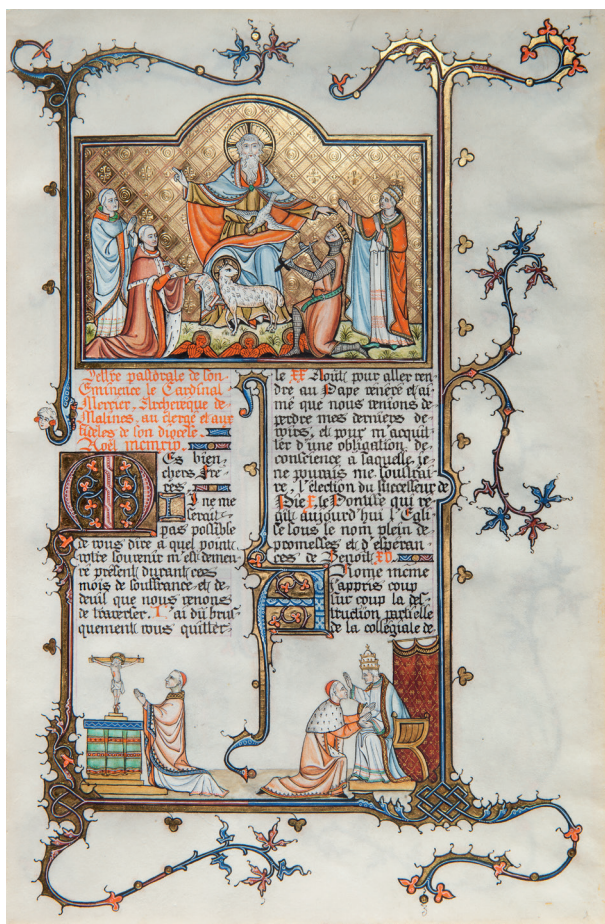 Lettre pastorale de son
Eminence le Cardinal
Mercier, Archeveque de
Malines, au clergé et aux
fideles de son diocèse
Noël mcmxiv.
Mes bien
chers Frè
res
Il ne me
serait
pas possible
de vous dire à quel point
votre souvenir m'est demeu
ré présent durant ces
mois de souffrance et de
deuil que nous venons
de traverser. J'ai dû brus
quement vous quitter
le XX Août pour aller ren
dre au Pape vénéré et ai
mé que nous venions de
perdre mes derniers de
voirs, et pour m'acquit
ter d'une obligation de
conscience à laquelle je
ne pouvais me soustrai
re, l'élection du successeur de
Pie X le Pontife qui ré
git aujourd'hui l'Egli
se sous le nom plein de
promesses et d'espéran
ces de Benoît XV.
A Rome même
j'appris coup
sur coup la des
truction partielle
de la collégiale de